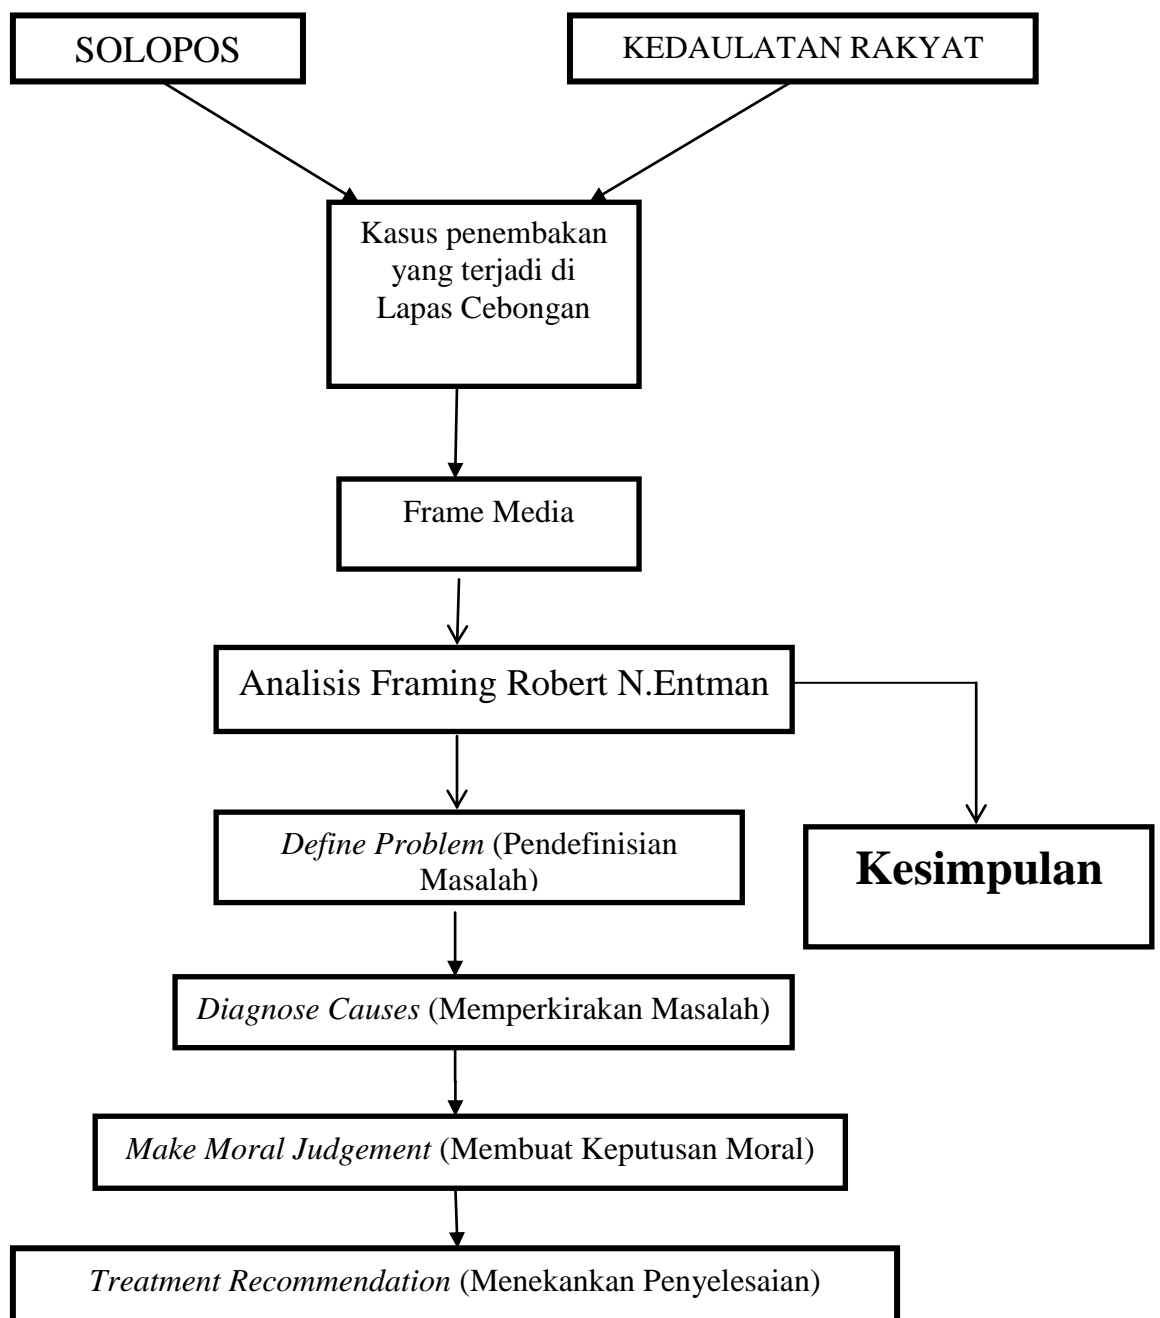 SOLOPOS
KEDAULATAN RAKYAT
Kasus penembakan
yang terjadi di
Lapas Cebongan
Frame Media
Analisis Framing Robert N.Entman
Define Problem (Pendefinisian
Masalah)
Kesimpulan
Diagnose Causes (Memperkirakan Masalah)
Make Moral Judgement (Membuat Keputusan Moral)
Treatment Recommendation (Menekankan Penyelesaian)